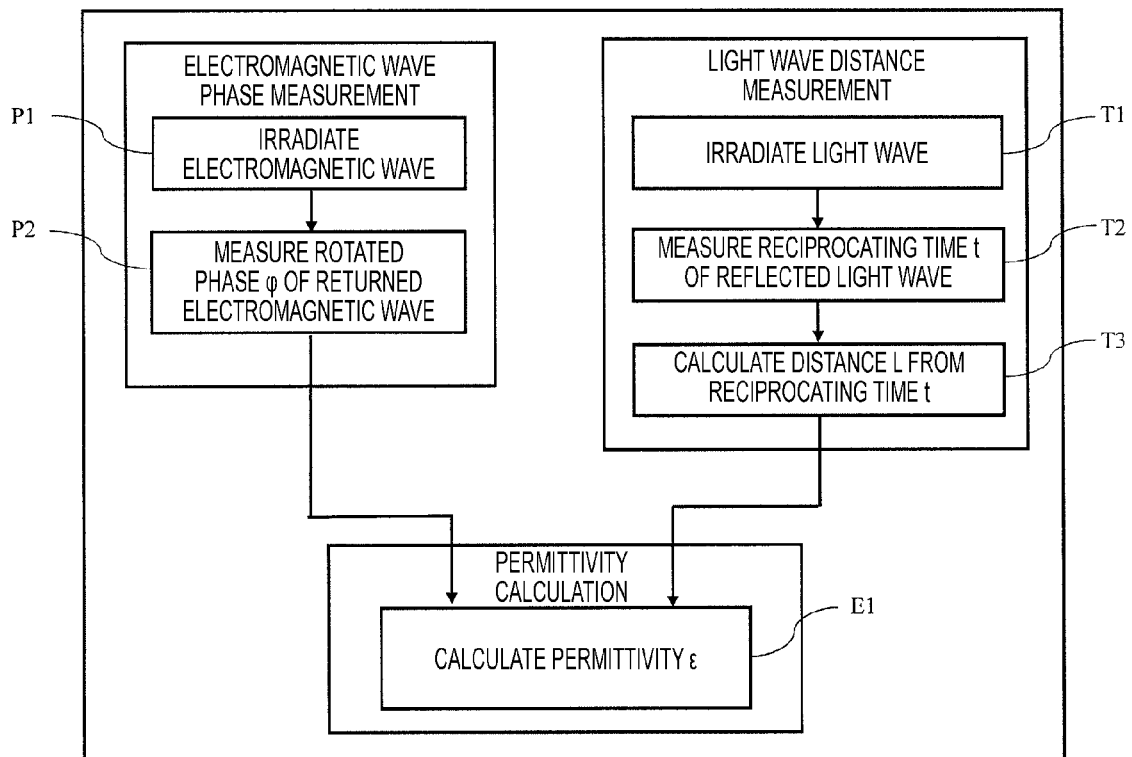 ELECTROMAGNETIC WAVE
PHASE MEASUREMENT
P1
IRRADIATE
ELECTROMAGNETIC WAVE
P2
MEASURE ROTATED
PHASE φ OF RETURNED
ELECTROMAGNETIC WAVE
LIGHT WAVE DISTANCE
MEASUREMENT
T1
IRRADIATE LIGHT WAVE
T2
MEASURE RECIPROCATING TIME t
OF REFLECTED LIGHT WAVE
T3
CALCULATE DISTANCE L FROM
RECIPROCATING TIME t
PERMITTIVITY
CALCULATION
E1
CALCULATE PERMITTIVITY ε